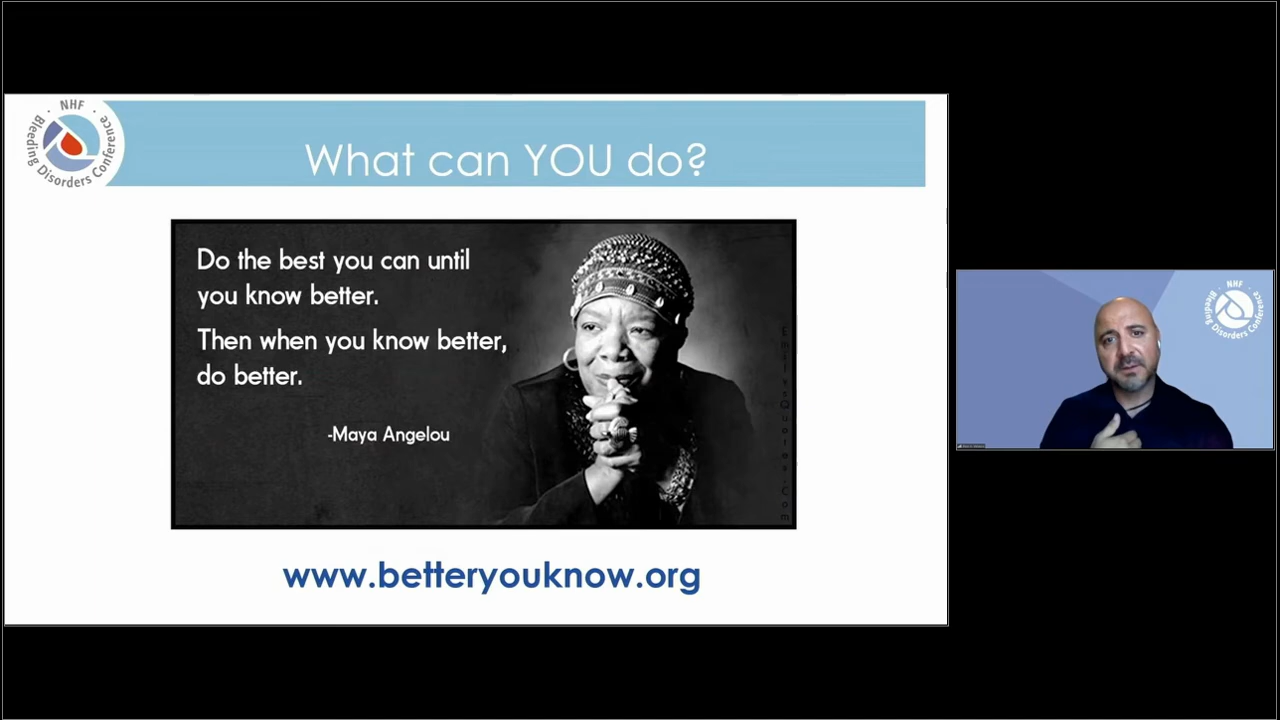 NHF
Bleeding Disorders Conference
What can YOU do?
Do the best you can until
you know better.
Then when you know better,
do better.
-Maya Angelou
www.betteryouknow.org
NHF
Bleeding Disorders Conference